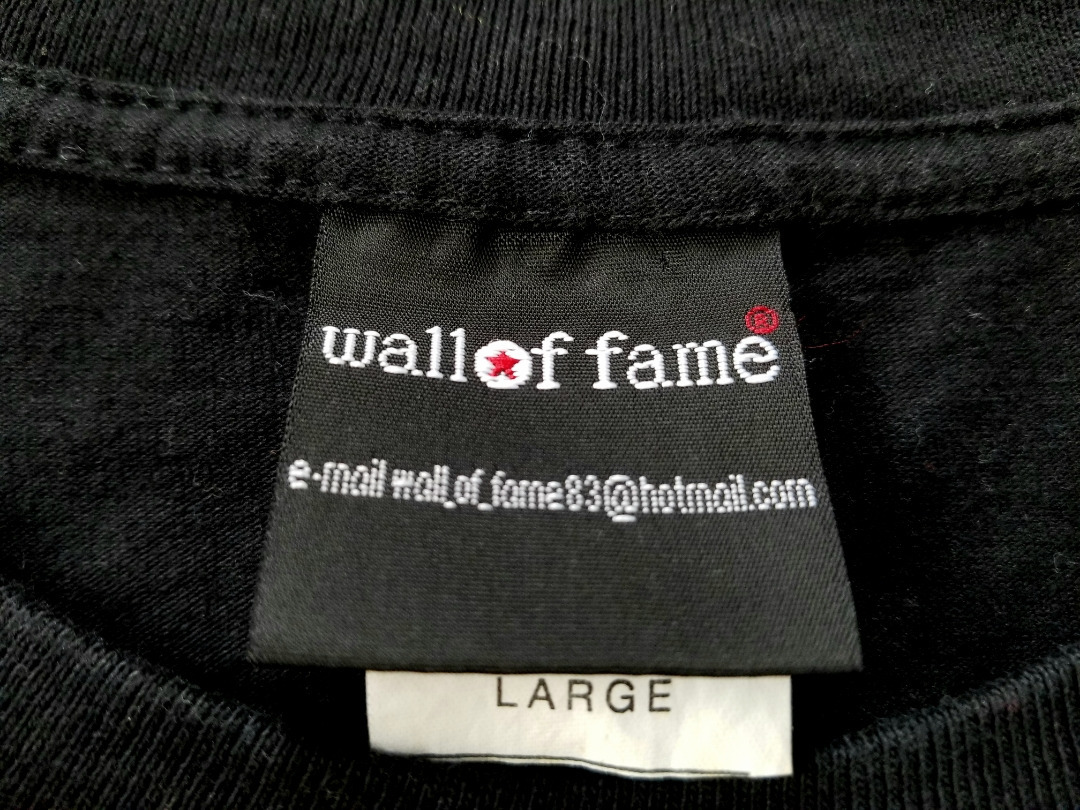 wall of fame ®
e-mail wall_of_fame83@hotmail.com
LARGE